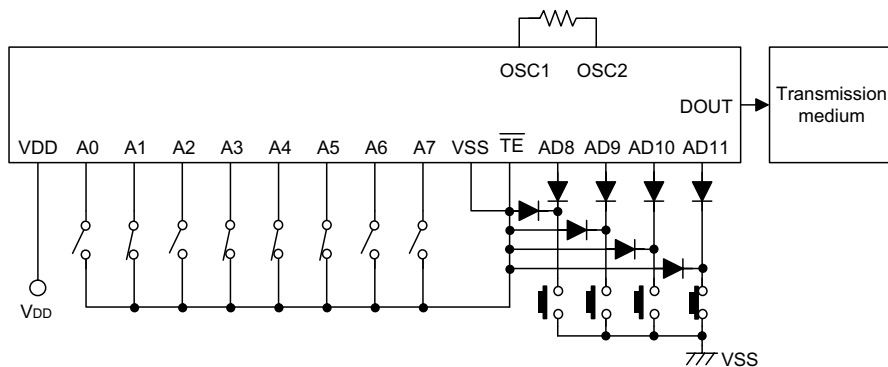 OSC1 OSC2
DOUT
Transmission
medium
VDD A0 A1 A2 A3 A4 A5 A6 A7 VSS T̅E̅ AD8 AD9 AD10 AD11
VDD
VSS